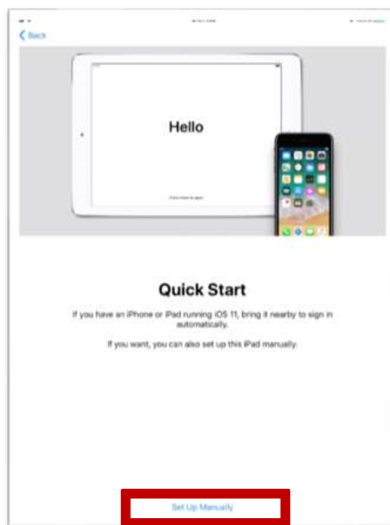 Back
Hello
Quick Start
If you have an iPhone or iPad running iOS 11, bring it nearby to sign in
automatically.
If you want, you can also set up this iPad manually.
Set Up Manually